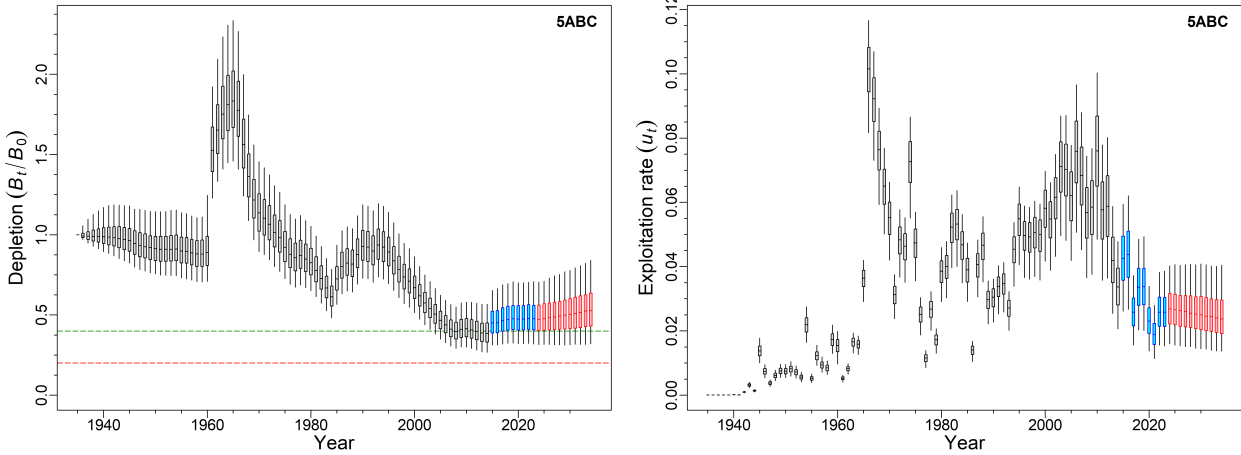 5ABC
Depletion (Bt/B0)
2.0
1.5
1.0
0.5
0.0
1940 1960 1980 2000 2020
Year
5ABC
Exploitation rate (ut)
0.12
0.10
0.08
0.06
0.04
0.02
0.00
1940 1960 1980 2000 2020
Year